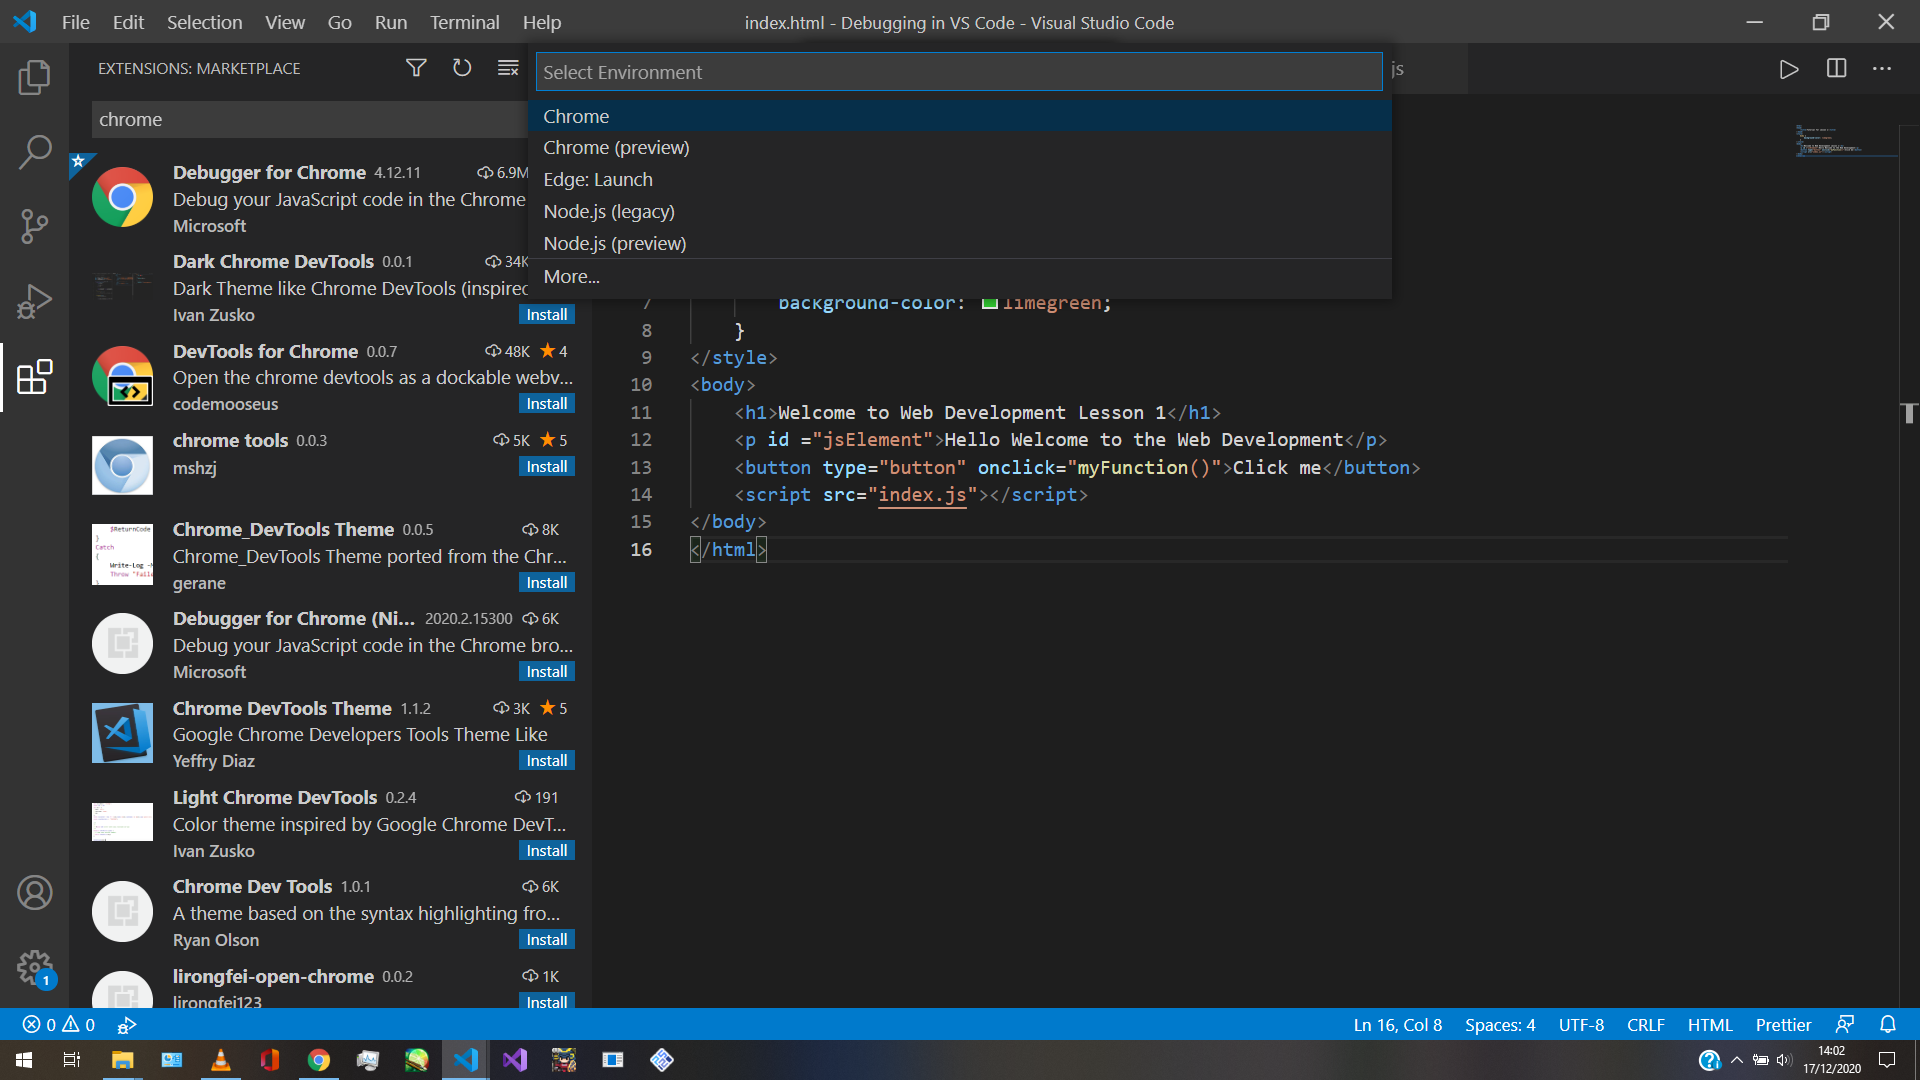 File Edit Selection View Go Run Terminal Help
index.html - Debugging in VS Code - Visual Studio Code
EXTENSIONS: MARKETPLACE
chrome
Debugger for Chrome 4.12.11 6.9M
Debug your JavaScript code in the Chrome
Microsoft
Dark Chrome DevTools 0.0.1 34K
Dark Theme like Chrome DevTools (inspired
Ivan Zusko Install
DevTools for Chrome 0.0.7 48K 4
Open the chrome devtools as a dockable webv...
codemooseus Install
chrome tools 0.0.3 5K 5
mshzj Install
$ReturnCode
}
Catch
{
Write-Log
Throw "Faile
Chrome_DevTools Theme 0.0.5 8K
Chrome_DevTools Theme ported from the Chr...
gerane Install
Debugger for Chrome (Ni... 2020.2.15300 6K
Debug your JavaScript code in the Chrome bro...
Microsoft Install
Chrome DevTools Theme 1.1.2 3K 5
Google Chrome Developers Tools Theme Like
Yeffry Diaz Install
Light Chrome DevTools 0.2.4 191
Color theme inspired by Google Chrome DevT...
Ivan Zusko Install
Chrome Dev Tools 1.0.1 6K
A theme based on the syntax highlighting fro...
Ryan Olson Install
lirongfei-open-chrome 0.0.2 1K
lirongfei123 Install
1
Select Environment
js
Chrome
Chrome (preview)
Edge: Launch
Node.js (legacy)
Node.js (preview)
More...
7 background-color: limegreen;
8 }
9 </style>
10 <body>
11 <h1>Welcome to Web Development Lesson 1</h1>
12 <p id ="jsElement">Hello Welcome to the Web Development</p>
13 <button type="button" onclick="myFunction()">Click me</button>
14 <script src="index.js"></script>
15 </body>
16 </html>
0 0
Ln 16, Col 8 Spaces: 4 UTF-8 CRLF HTML Prettier
14:02
17/12/2020